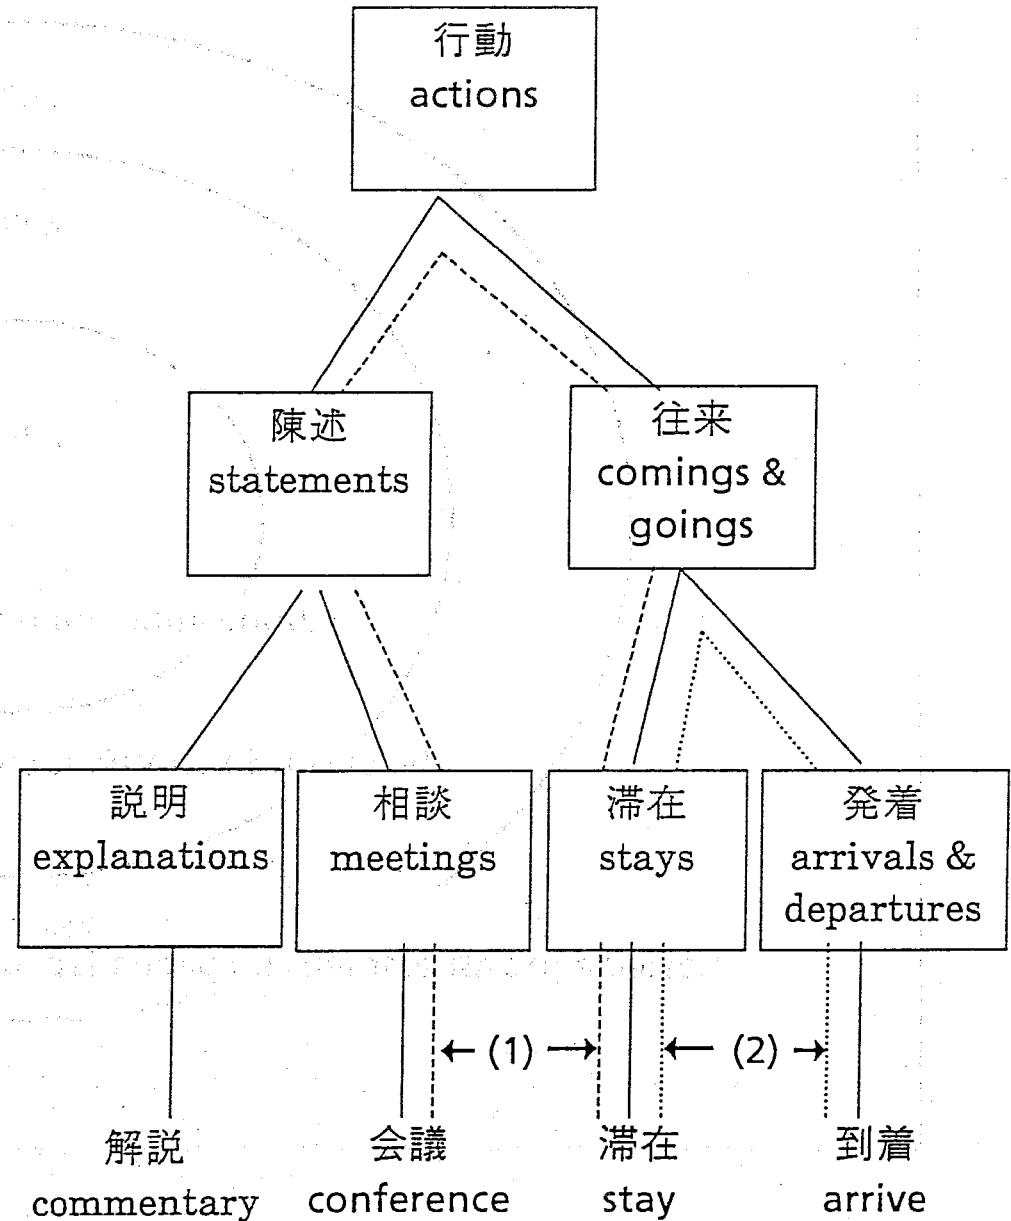 行動
actions
陳述
statements
往来
comings &
goings
説明
explanations
相談
meetings
滞在
stays
発着
arrivals &
departures
← (1) →
← (2) →
解説
commentary
会議
conference
滞在
stay
到着
arrive